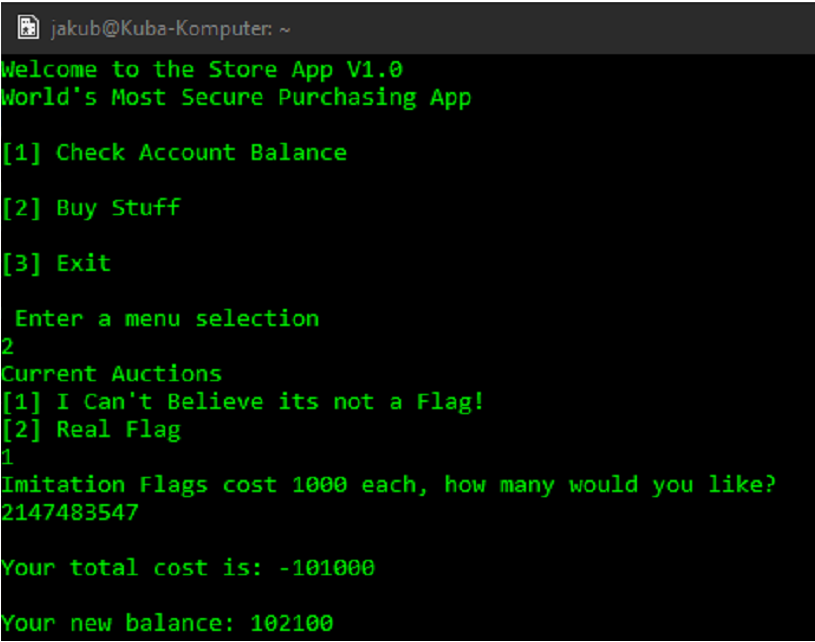 jakub@Kuba-Komputer: ~
Welcome to the Store App V1.0
World's Most Secure Purchasing App
[1] Check Account Balance
[2] Buy Stuff
[3] Exit
Enter a menu selection
2
Current Auctions
[1] I Can't Believe its not a Flag!
[2] Real Flag
1
Imitation Flags cost 1000 each, how many would you like?
2147483547
Your total cost is: -101000
Your new balance: 102100